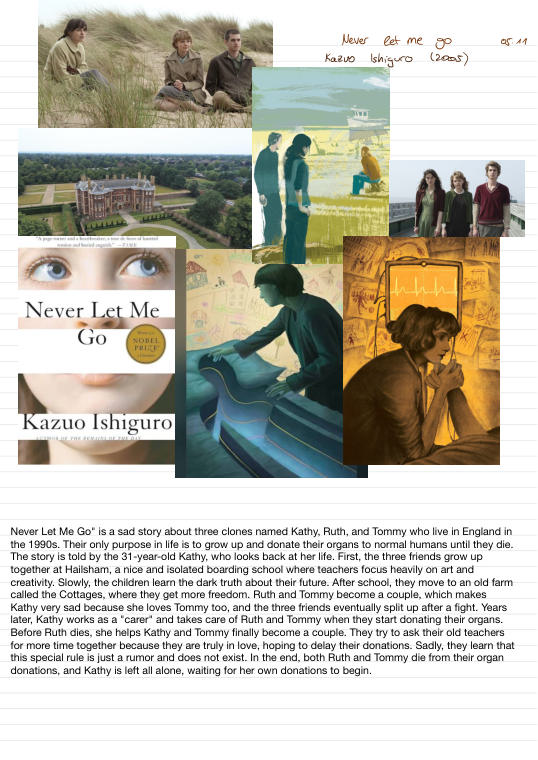 Never let me go 05.11
Kazuo Ishiguro (2005)
"A page-turner and a heartbreaker, a tour de force of knotted
tension and buried anguish." —TIME
Never Let Me
Go
NOBEL
PRIZE
Kazuo Ishiguro
AUTHOR OF THE REMAINS OF THE DAY
Never Let Me Go" is a sad story about three clones named Kathy, Ruth, and Tommy who live in England in
the 1990s. Their only purpose in life is to grow up and donate their organs to normal humans until they die.
The story is told by the 31-year-old Kathy, who looks back at her life. First, the three friends grow up
together at Hailsham, a nice and isolated boarding school where teachers focus heavily on art and
creativity. Slowly, the children learn the dark truth about their future. After school, they move to an old farm
called the Cottages, where they get more freedom. Ruth and Tommy become a couple, which makes
Kathy very sad because she loves Tommy too, and the three friends eventually split up after a fight. Years
later, Kathy works as a "carer" and takes care of Ruth and Tommy when they start donating their organs.
Before Ruth dies, she helps Kathy and Tommy finally become a couple. They try to ask their old teachers
for more time together because they are truly in love, hoping to delay their donations. Sadly, they learn that
this special rule is just a rumor and does not exist. In the end, both Ruth and Tommy die from their organ
donations, and Kathy is left all alone, waiting for her own donations to begin.